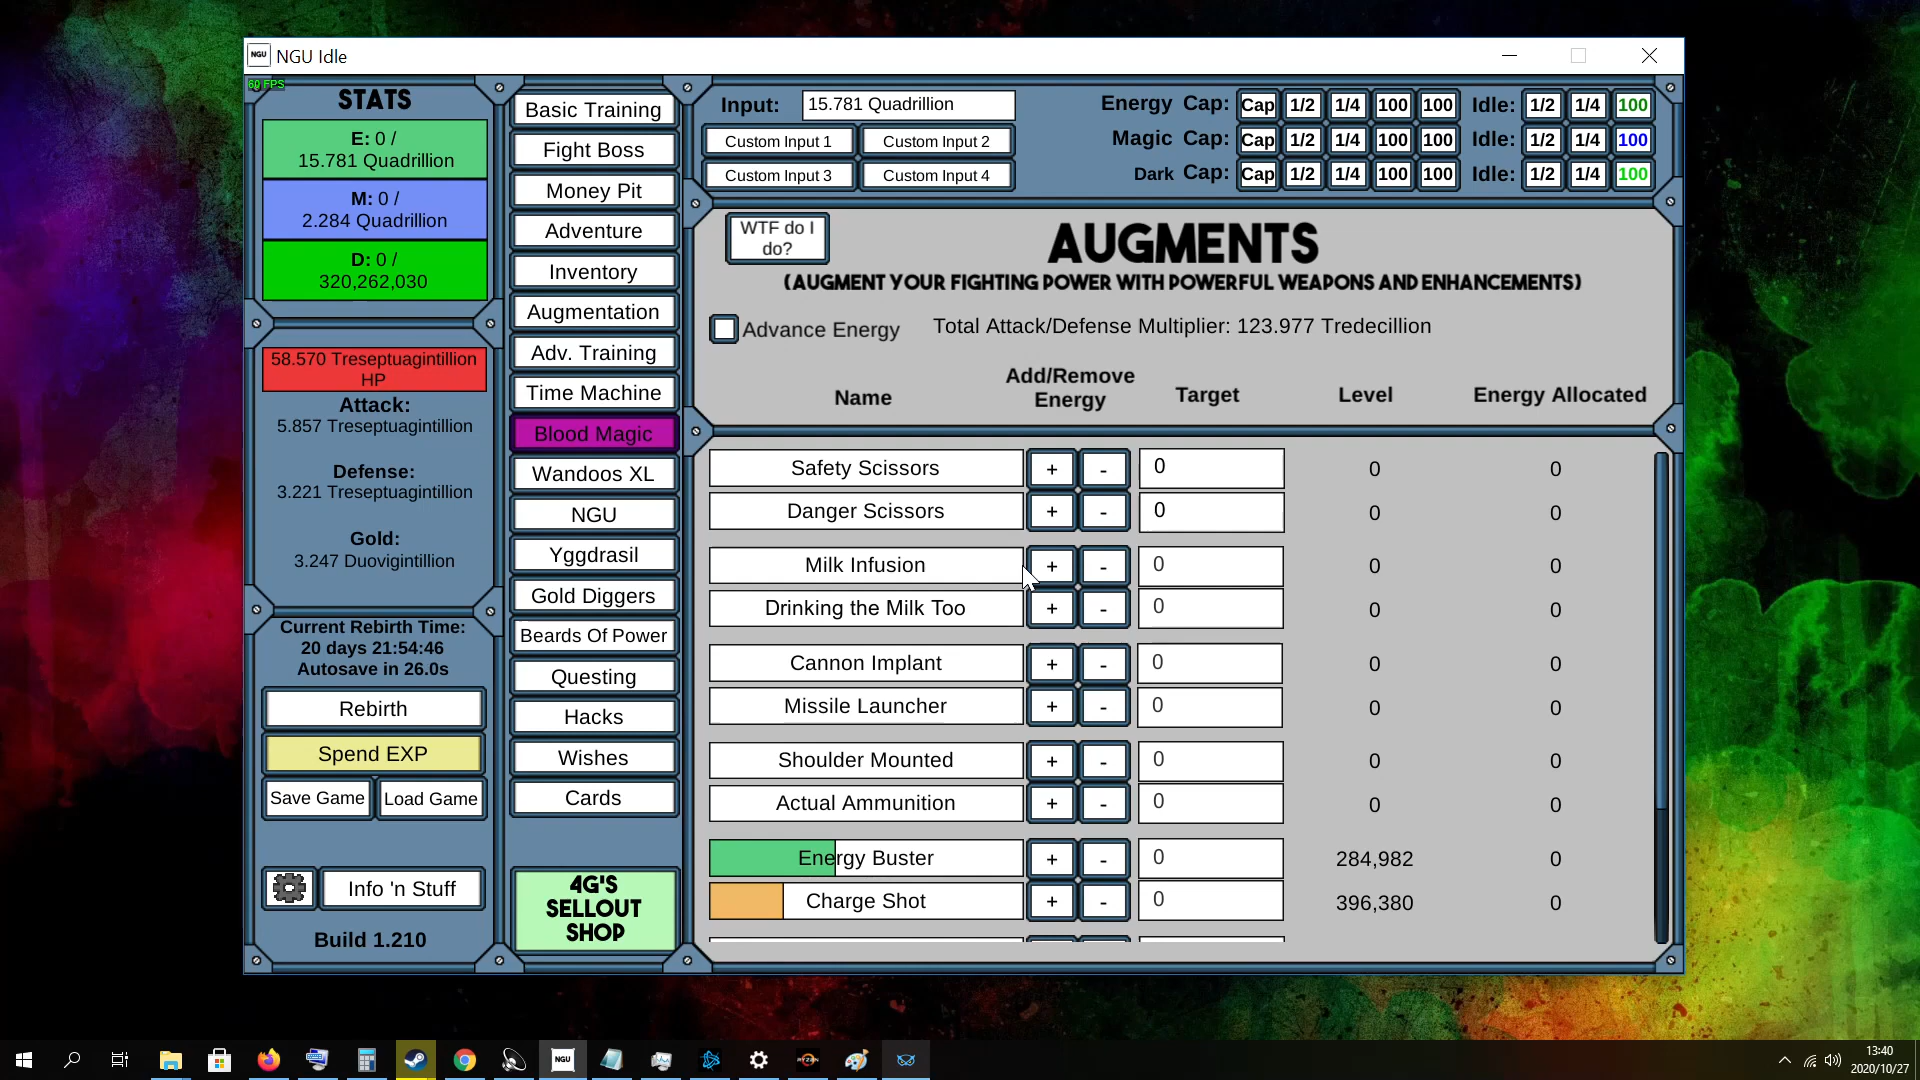 NGU NGU Idle
60 FPS
STATS
E: 0 /
15.781 Quadrillion
M: 0 /
2.284 Quadrillion
D: 0 /
320,262,030
58.570 Treseptuagintillion
HP
Attack:
5.857 Treseptuagintillion
Defense:
3.221 Treseptuagintillion
Gold:
3.247 Duovigintillion
Current Rebirth Time:
20 days 21:54:46
Autosave in 26.0s
Rebirth
Spend EXP
Save Game Load Game
Info 'n Stuff
Build 1.210
Basic Training
Fight Boss
Money Pit
Adventure
Inventory
Augmentation
Adv. Training
Time Machine
Blood Magic
Wandoos XL
NGU
Yggdrasil
Gold Diggers
Beards Of Power
Questing
Hacks
Wishes
Cards
4G'S
SELLOUT
SHOP
Input: 15.781 Quadrillion
Custom Input 1 Custom Input 2
Custom Input 3 Custom Input 4
Energy Cap: Cap 1/2 1/4 100 100 Idle: 1/2 1/4 100
Magic Cap: Cap 1/2 1/4 100 100 Idle: 1/2 1/4 100
Dark Cap: Cap 1/2 1/4 100 100 Idle: 1/2 1/4 100
WTF do I
do?
AUGMENTS
(AUGMENT YOUR FIGHTING POWER WITH POWERFUL WEAPONS AND ENHANCEMENTS)
Advance Energy Total Attack/Defense Multiplier: 123.977 Tredecillion
Name Add/Remove
Energy Target Level Energy Allocated
Safety Scissors + - 0 0 0
Danger Scissors + - 0 0 0
Milk Infusion + - 0 0 0
Drinking the Milk Too + - 0 0 0
Cannon Implant + - 0 0 0
Missile Launcher + - 0 0 0
Shoulder Mounted + - 0 0 0
Actual Ammunition + - 0 0 0
Energy Buster + - 0 284,982 0
Charge Shot + - 0 396,380 0
NGU
RYZEN
13:40
2020/10/27